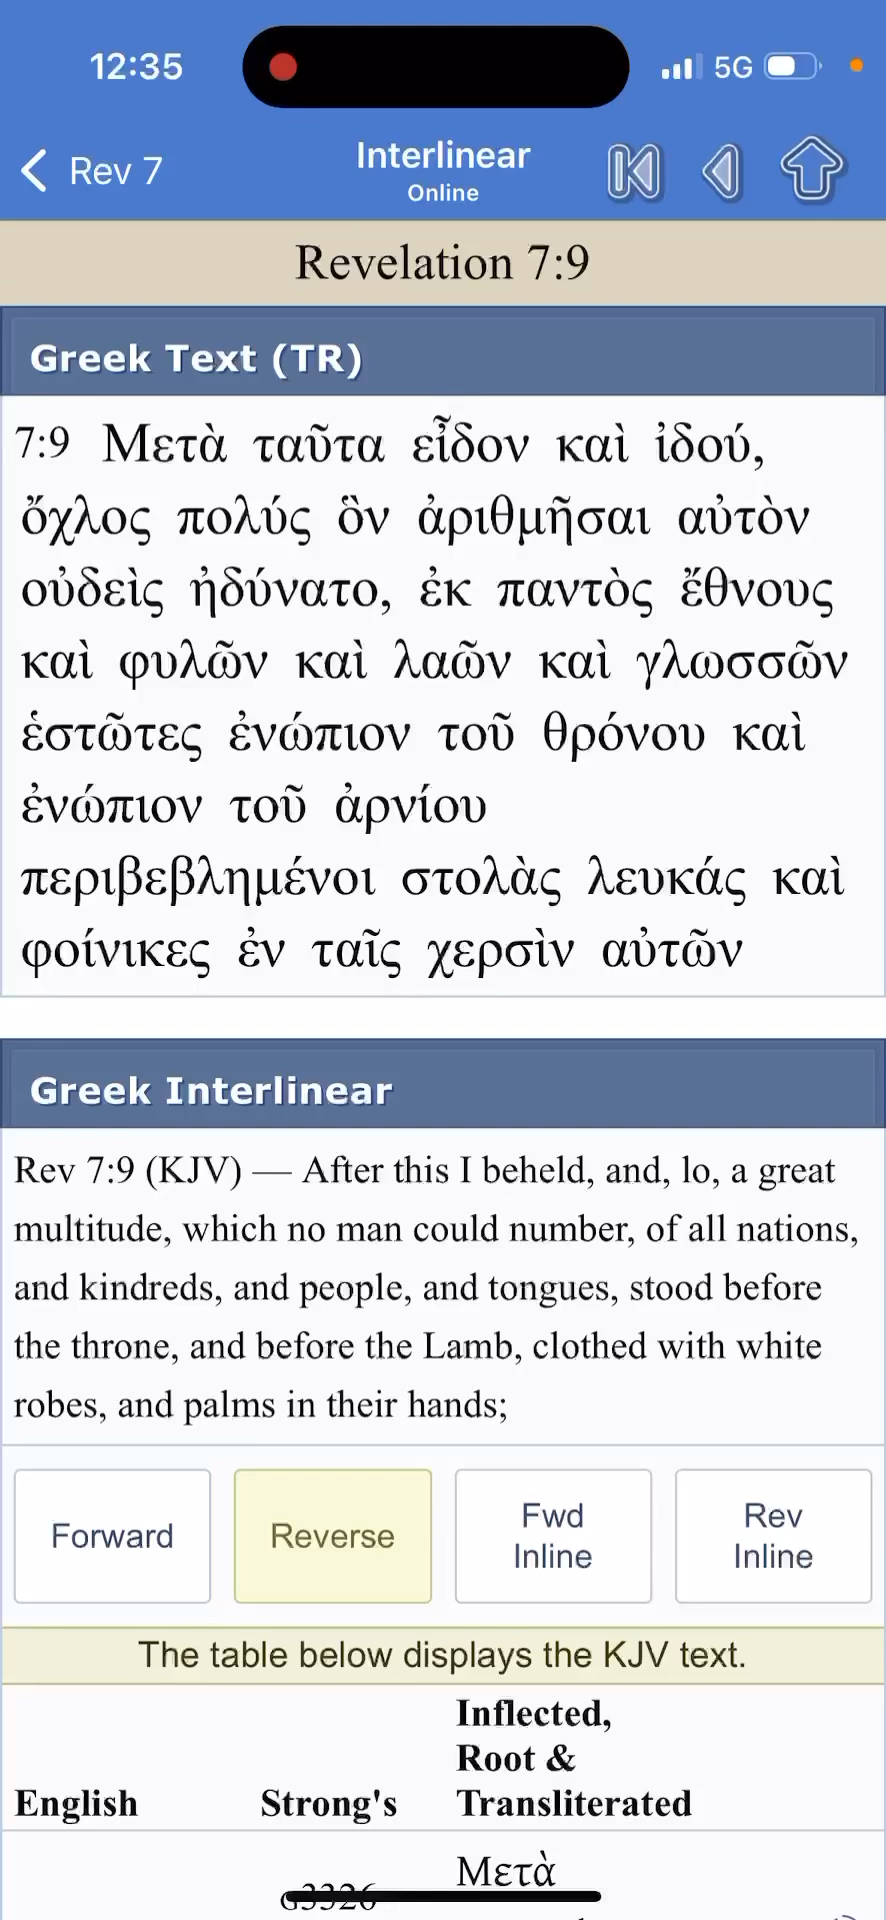 12:35
5G
Rev 7
Interlinear
Online
Revelation 7:9
Greek Text (TR)
7:9 Μετὰ ταῦτα εἶδον καὶ ἰδού,
ὄχλος πολύς ὃν ἀριθμῆσαι αὐτὸν
οὐδεὶς ἠδύνατο, ἐκ παντὸς ἔθνους
καὶ φυλῶν καὶ λαῶν καὶ γλωσσῶν
ἑστῶτες ἐνώπιον τοῦ θρόνου καὶ
ἐνώπιον τοῦ ἀρνίου
περιβεβλημένοι στολὰς λευκάς καὶ
φοίνικες ἐν ταῖς χερσὶν αὐτῶν
Greek Interlinear
Rev 7:9 (KJV) — After this I beheld, and, lo, a great
multitude, which no man could number, of all nations,
and kindreds, and people, and tongues, stood before
the throne, and before the Lamb, clothed with white
robes, and palms in their hands;
Forward
Reverse
Fwd
Inline
Rev
Inline
The table below displays the KJV text.
Inflected,
Root &
English Strong's Transliterated
Μετὰ
G3326